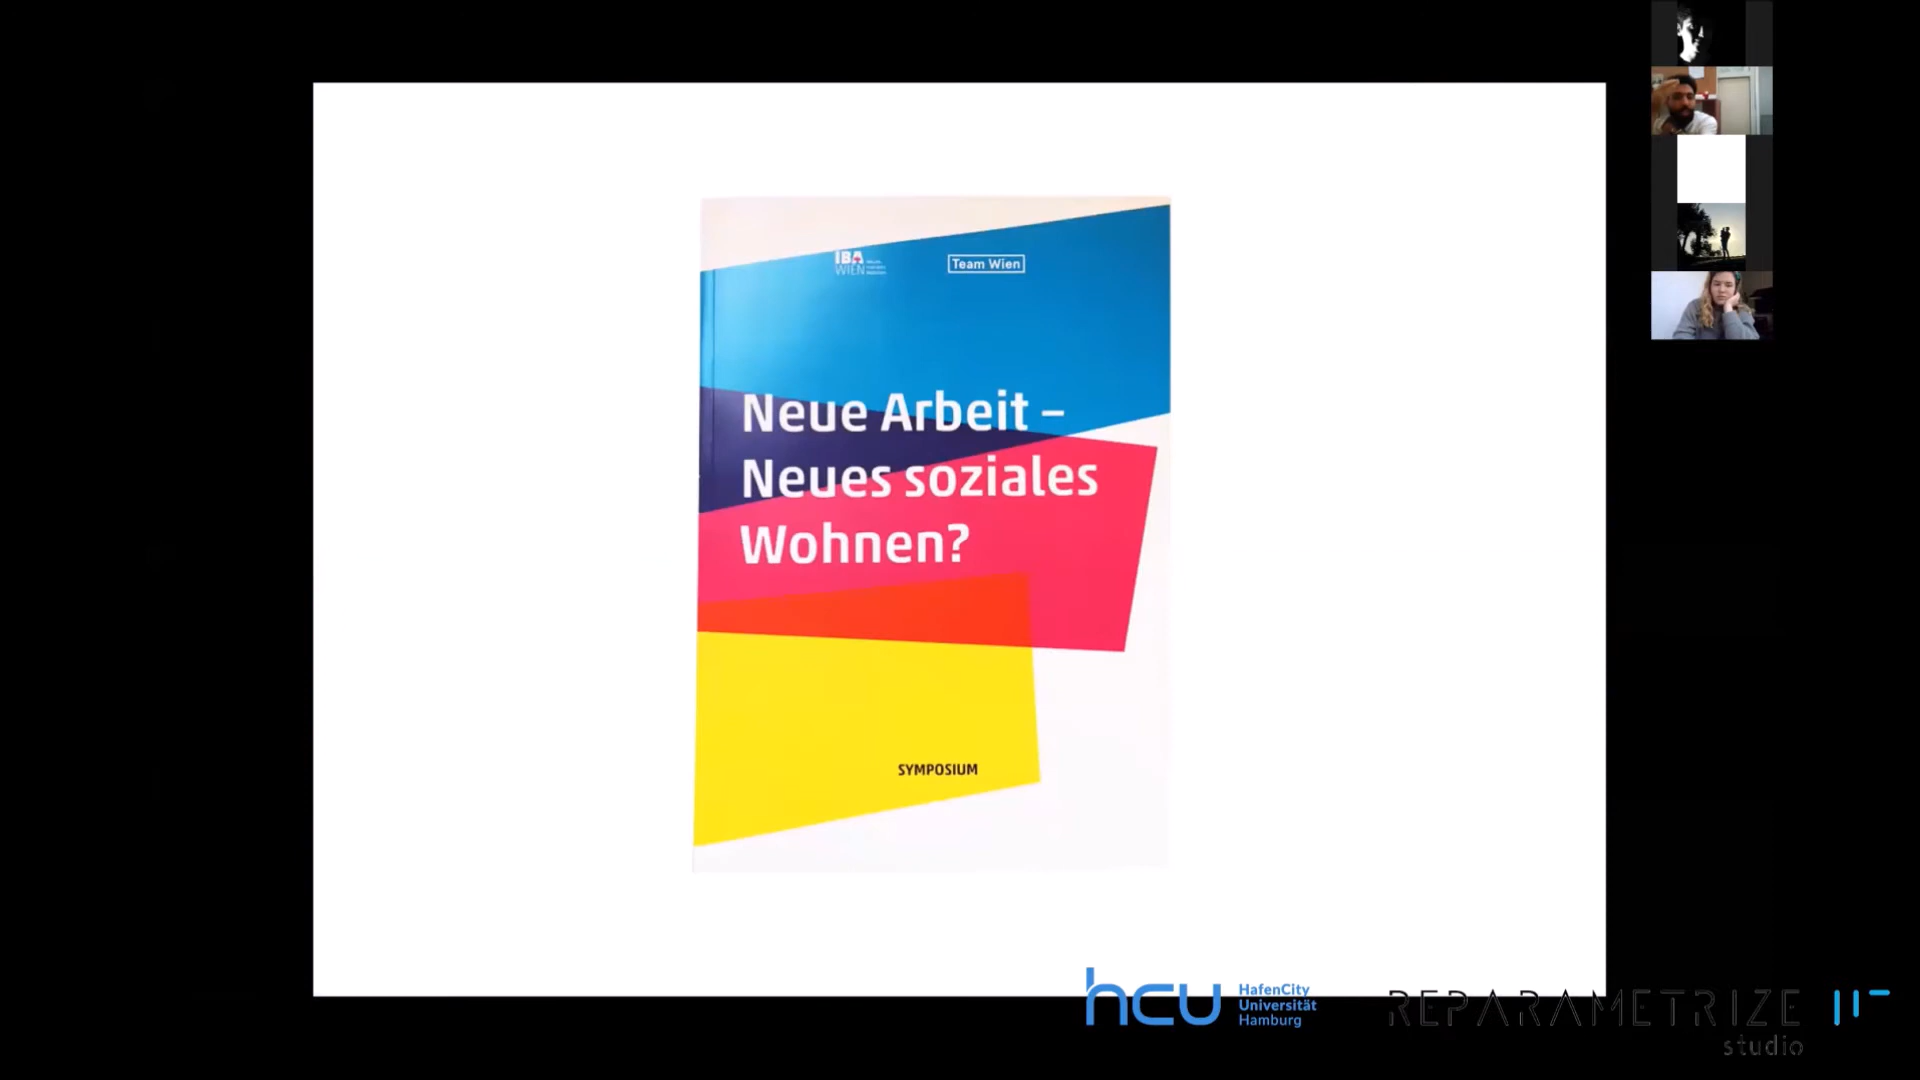 IBA
WIEN
Team Wien
Neue Arbeit –
Neues soziales
Wohnen?
SYMPOSIUM
hcu
HafenCity
Universität
Hamburg
REPARAMETRIZE
studio